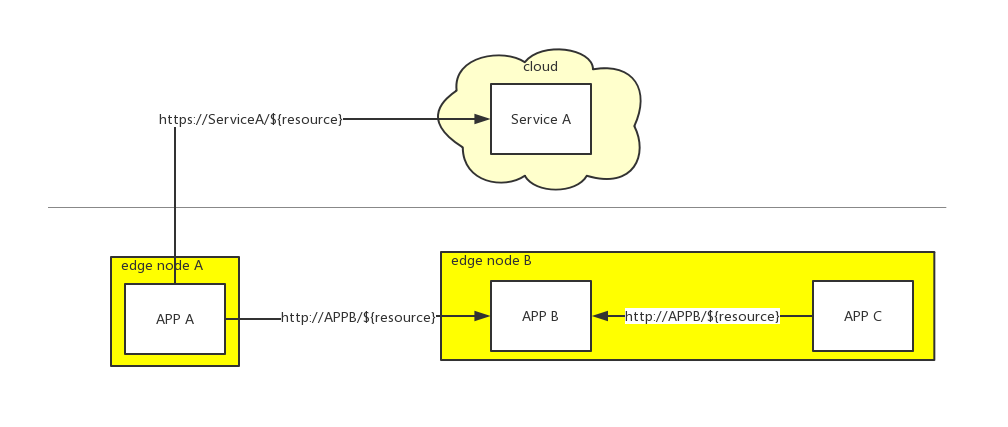 cloud
https://ServiceA/${resource}
Service A
edge node A
edge node B
APP A
http://APPB/${resource}
APP B
http://APPB/${resource}
APP C